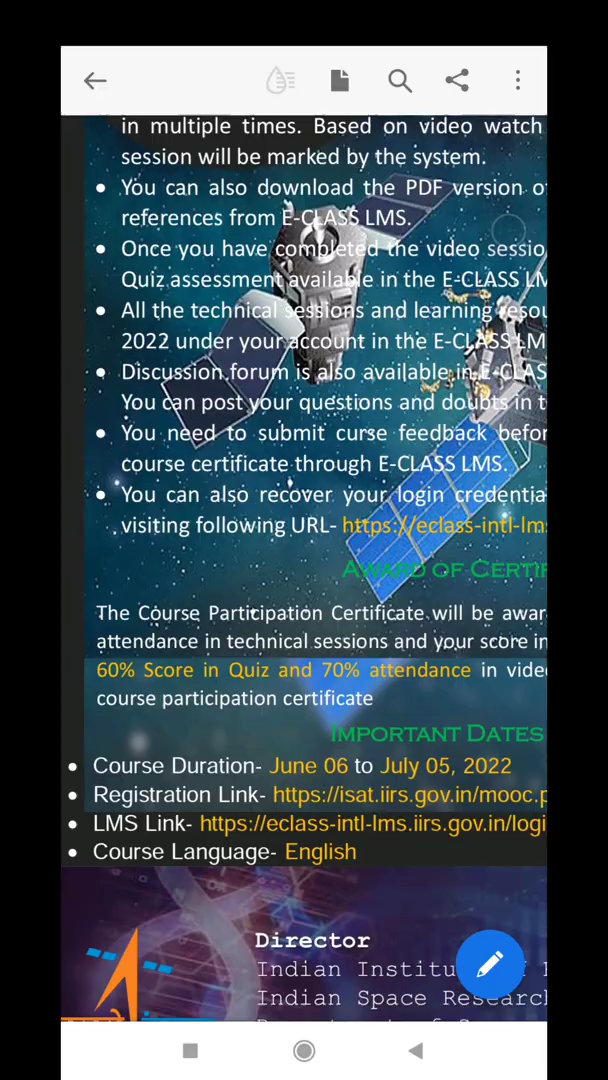 in multiple times. Based on video watch
session will be marked by the system.
• You can also download the PDF version o
references from E-CLASS LMS.
• Once you have completed the video sessio
Quiz assessment available in the E-CLASS LM
• All the technical sessions and learning resou
2022 under your account in the E-CLASS LM
• Discussion forum is also available in E-CLAS
You can post your questions and doubts in t
• You need to submit curse feedback befor
course certificate through E-CLASS LMS.
• You can also recover your login credentia
visiting following URL- https://eclass-intl-lms
AWARD OF CERTIF
The Course Participation Certificate will be awar
attendance in technical sessions and your score in
60% Score in Quiz and 70% attendance in vide
course participation certificate
IMPORTANT DATES
• Course Duration- June 06 to July 05, 2022
• Registration Link- https://isat.iirs.gov.in/mooc.p
• LMS Link- https://eclass-intl-lms.iirs.gov.in/logi
• Course Language- English
Director
Indian Institu
Indian Space Research